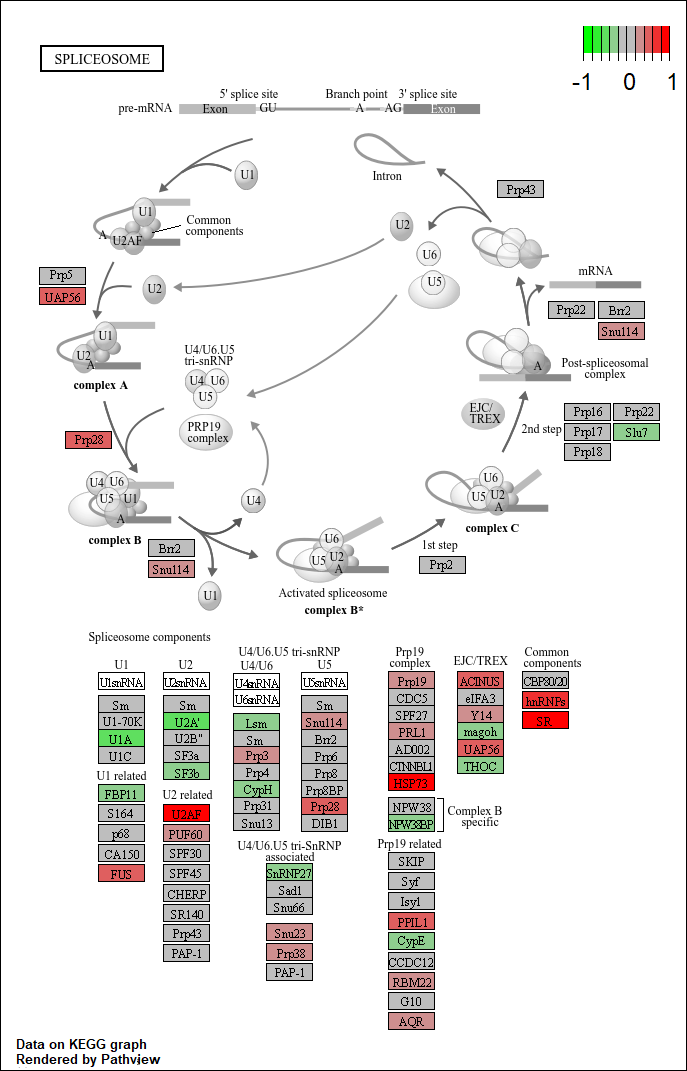 SPLICEOSOME
-1 0 1
5' splice site Branch point 3' splice site
pre-mRNA Exon GU A AG Exon
Intron
U1
Prp43
U1
A U2AF
Common
components
U2
U6
U5
mRNA
Prp5
UAP56
U2
Prp22 Brr2
Snu114
U1
U2
A
complex A
U4/U6.U5
tri-snRNP
U4 U6
U5
A
Post-spliceosomal
complex
PRP19
complex
EJC/
TREX
2nd step
Prp16 Prp22
Prp17 Slu7
Prp18
Prp28
U4 U6
U5 U1
A
complex B
U4
U6
U5 U2
A
complex C
Brr2
Snu114
U1
U6
U5 U2
A
1st step
Prp2
Activated spliceosome
complex B*
Spliceosome components
U1
U1snRNA
Sm
U1-70K
U1A
U1C
U1 related
FBP11
S164
p68
CA150
FUS
U2
U2snRNA
Sm
U2A'
U2B"
SF3a
SF3b
U2 related
U2AF
PUF60
SPF30
SPF45
CHERP
SR140
Prp43
PAP-1
U4/U6.U5 tri-snRNP
U4/U6
U4snRNA
U6snRNA
Lsm
Sm
Prp3
Prp4
CypH
Prp31
Snu13
U5
U5snRNA
Sm
Snu114
Brr2
Prp6
Prp8
Prp8BP
Prp28
DIB1
U4/U6.U5 tri-SnRNP
associated
SnRNP27
Sad1
Snu66
Snu23
Prp38
PAP-1
Prp19
complex
Prp19
CDC5
SPF27
PRL1
AD002
CTNNBL1
HSP73
NPW38
NPW38BP
Complex B
specific
Prp19 related
SKIP
Syf
Isy1
PPIL1
CypE
CCDC12
RBM22
G10
AQR
EJC/TREX
ACINUS
eIFA3
Y14
magoh
UAP56
THOC
Common
components
CBP80/20
hnRNPs
SR
Data on KEGG graph
Rendered by Pathview